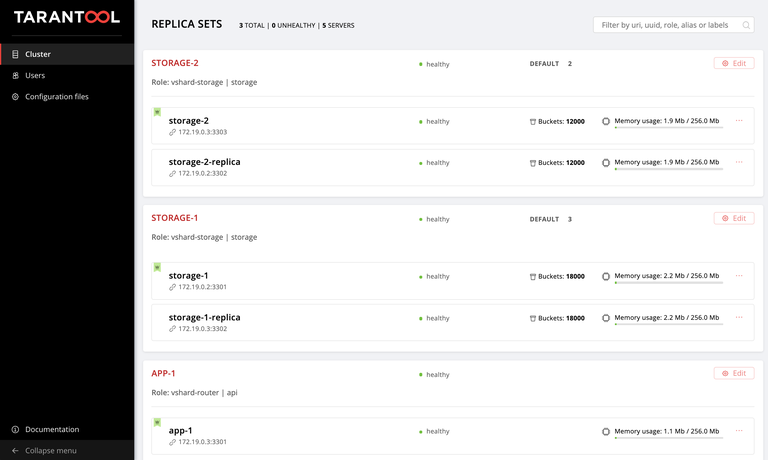 TARANTOOL
Cluster
Users
Configuration files
Documentation
Collapse menu
REPLICA SETS
3 TOTAL | 0 UNHEALTHY | 5 SERVERS
Filter by uri, uuid, role, alias or labels
STORAGE-2
healthy
DEFAULT 2
Edit
Role: vshard-storage | storage
storage-2
172.19.0.3:3303
healthy
Buckets: 12000
Memory usage: 1.9 Mb / 256.0 Mb
storage-2-replica
172.19.0.2:3302
healthy
Buckets: 12000
Memory usage: 1.9 Mb / 256.0 Mb
STORAGE-1
healthy
DEFAULT 3
Edit
Role: vshard-storage | storage
storage-1
172.19.0.2:3301
healthy
Buckets: 18000
Memory usage: 2.2 Mb / 256.0 Mb
storage-1-replica
172.19.0.3:3302
healthy
Buckets: 18000
Memory usage: 2.2 Mb / 256.0 Mb
APP-1
healthy
Edit
Role: vshard-router | api
app-1
172.19.0.3:3301
healthy
Memory usage: 1.1 Mb / 256.0 Mb